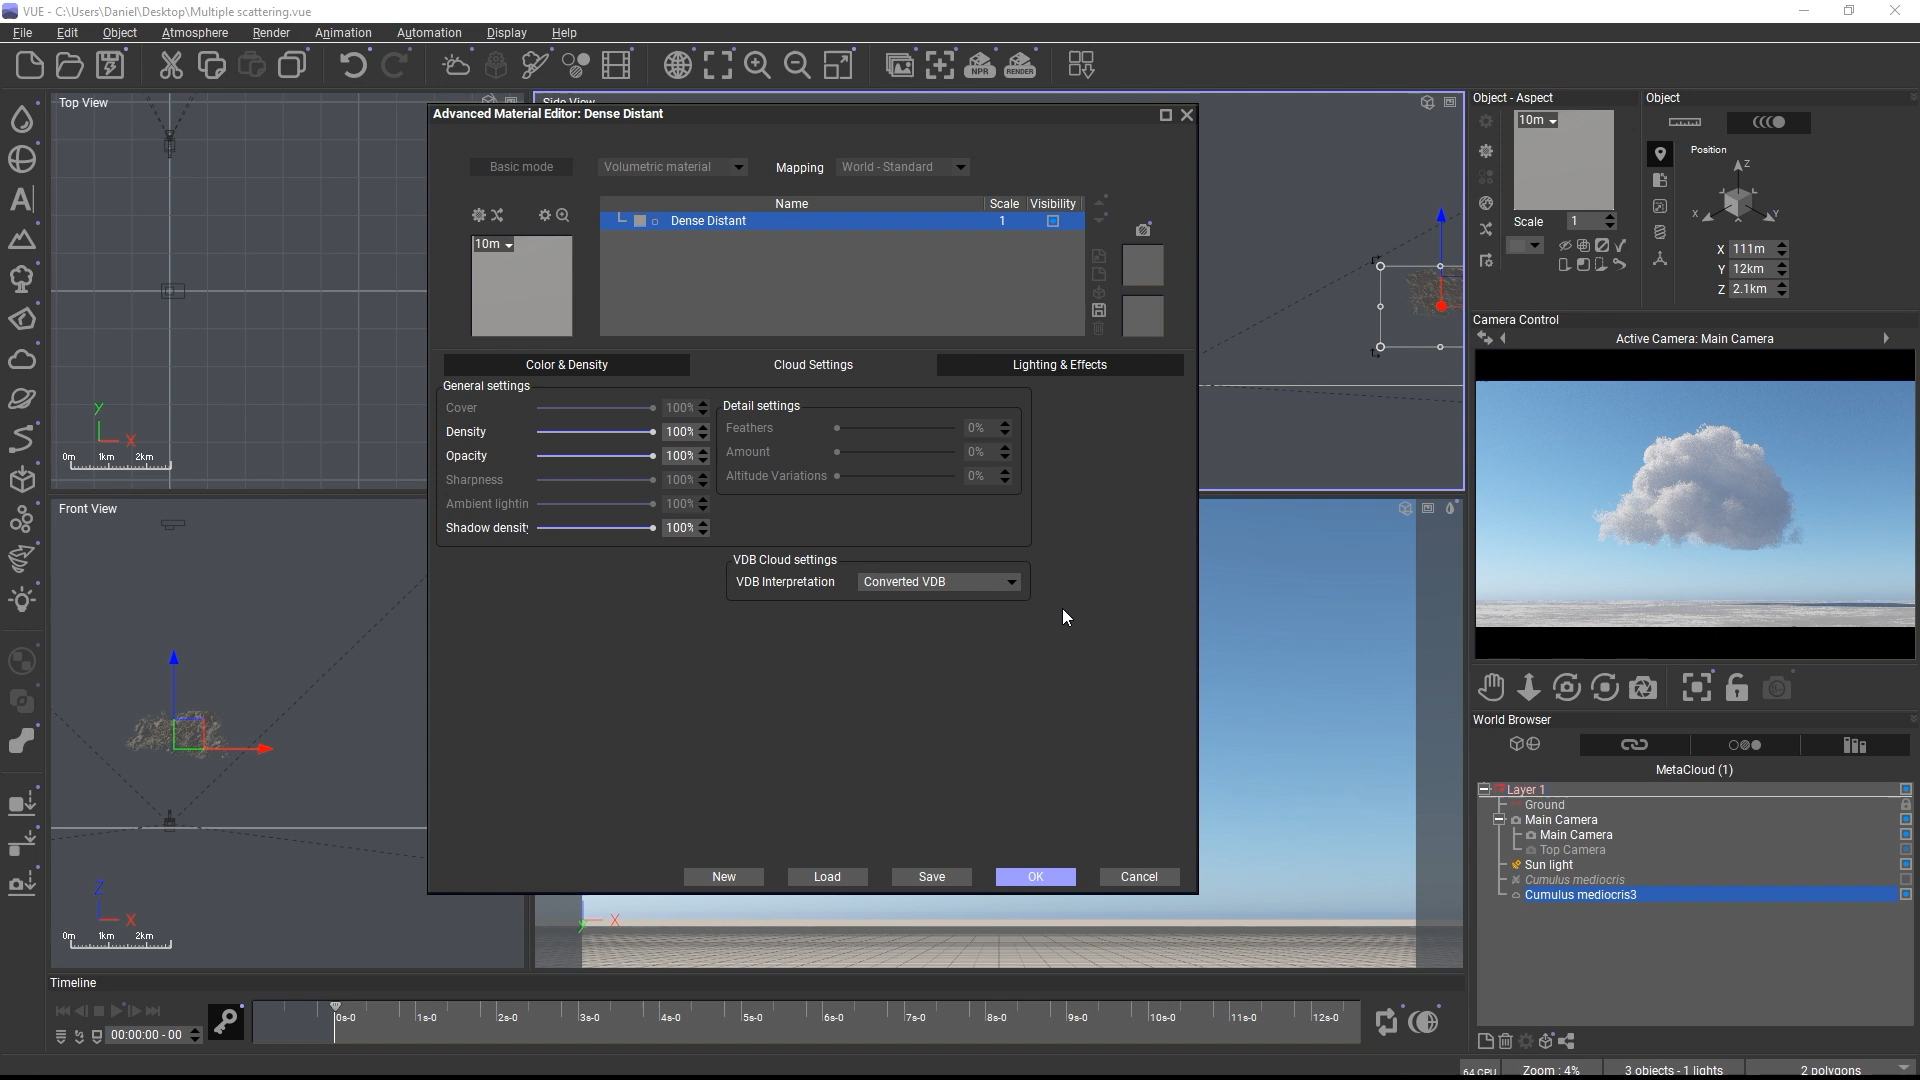 VUE - C:\Users\Daniel\Desktop\Multiple scattering.vue
File Edit Object Atmosphere Render Animation Automation Display Help
NPR RENDER
Top View
Side View
Object - Aspect
Object
Advanced Material Editor: Dense Distant
10m
Position
Basic mode
Volumetric material
Mapping
World - Standard
Z
X
Y
Name Scale Visibility
Dense Distant 1
10m
Scale 1
X 111m
Y 12km
Z 2.1km
Camera Control
Active Camera: Main Camera
Color & Density
Cloud Settings
Lighting & Effects
General settings
Cover 100%
Density 100%
Opacity 100%
Sharpness 100%
Ambient lightin 100%
Shadow densit 100%
Detail settings
Feathers 0%
Amount 0%
Altitude Variations 0%
VDB Cloud settings
VDB Interpretation Converted VDB
Y
X
0m 1km 2km
Front View
World Browser
MetaCloud (1)
Layer 1
Ground
Main Camera
Main Camera
Top Camera
Sun light
Cumulus mediocris
Cumulus mediocris3
New Load Save OK Cancel
Z
X
0m 1km 2km
y X
Timeline
00:00:00 - 00
0s-0 1s-0 2s-0 3s-0 4s-0 5s-0 6s-0 7s-0 8s-0 9s-0 10s-0 11s-0 12s-0
64 CPU Zoom : 4% 3 objects - 1 lights 2 polygons